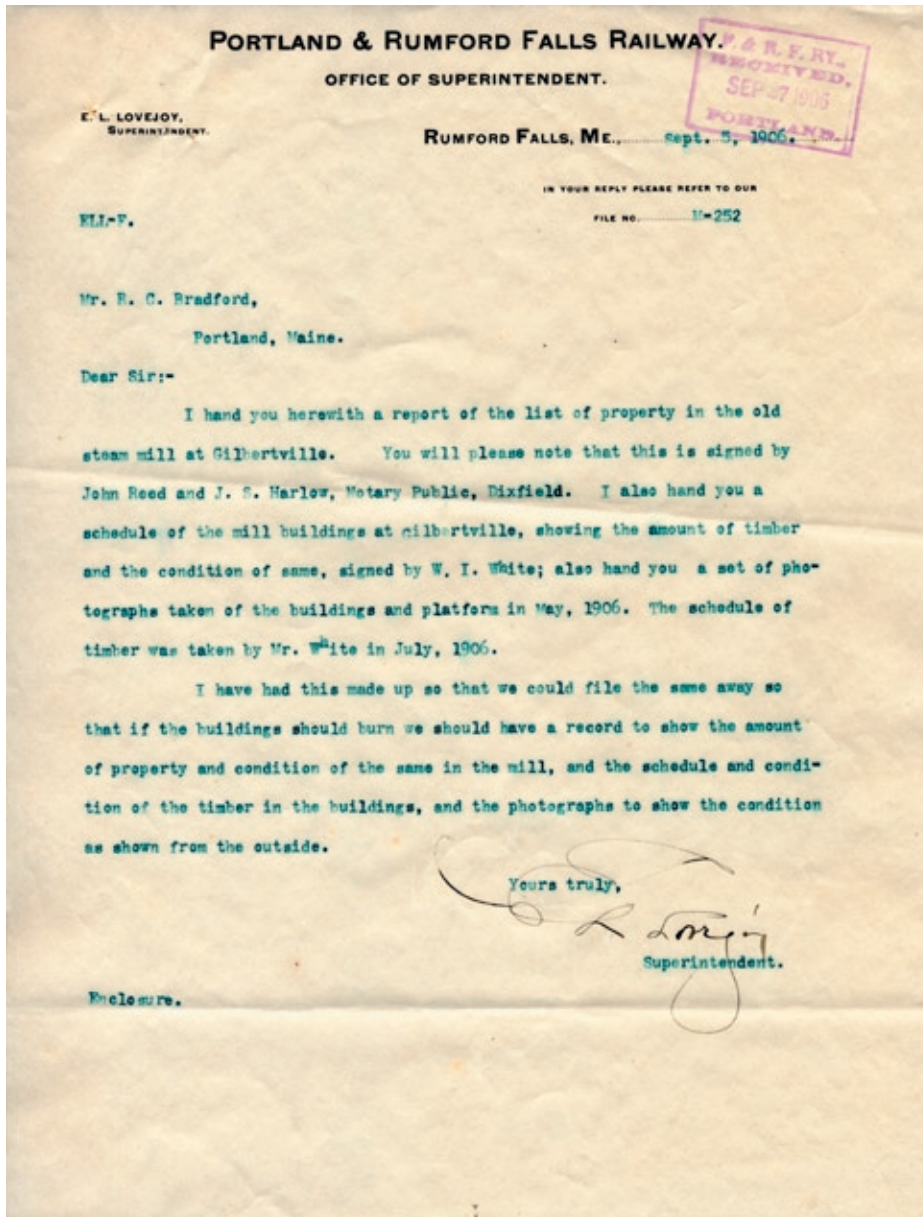 PORTLAND & RUMFORD FALLS RAILWAY.
OFFICE OF SUPERINTENDENT.
P. & R. F. RY.,
RECEIVED,
SEP 7 1906
PORTLAND.
E. L. LOVEJOY,
SUPERINTENDENT.
RUMFORD FALLS, ME., Sept. 5, 1906.
IN YOUR REPLY PLEASE REFER TO OUR
FILE NO. M-252
ELL-F.
Mr. R. C. Bradford,
Portland, Maine.
Dear Sir:-
I hand you herewith a report of the list of property in the old
steam mill at Gilbertville. You will please note that this is signed by
John Reed and J. S. Harlow, Notary Public, Dixfield. I also hand you a
schedule of the mill buildings at Gilbertville, showing the amount of timber
and the condition of same, signed by W. I. White; also hand you a set of pho-
tographs taken of the buildings and platform in May, 1906. The schedule of
timber was taken by Mr. White in July, 1906.
I have had this made up so that we could file the same away so
that if the buildings should burn we should have a record to show the amount
of property and condition of the same in the mill, and the schedule and condi-
tion of the timber in the buildings, and the photographs to show the condition
as shown from the outside.
Yours truly,
E L Lovejoy
Superintendent.
Enclosure.